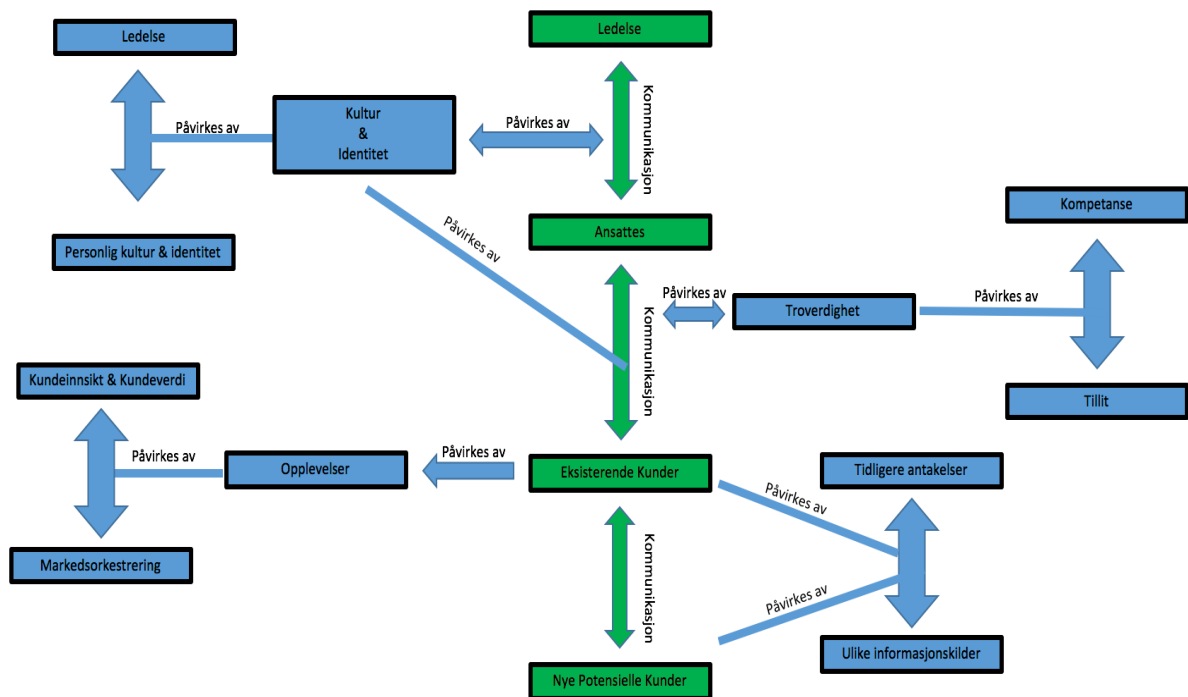 Ledelse
Ledelse
Kommunikasjon
Påvirkes av
Kultur
&
Identitet
Påvirkes av
Personlig kultur & identitet
Ansattes
Påvirkes av
Kompetanse
Påvirkes av
Troverdighet
Påvirkes av
Kommunikasjon
Tillit
Kundeinnsikt & Kundeverdi
Påvirkes av
Opplevelser
Påvirkes av
Eksisterende Kunder
Tidligere antakelser
Påvirkes av
Markedsorkestrering
Kommunikasjon
Påvirkes av
Ulike informasjonskilder
Nye Potensielle Kunder